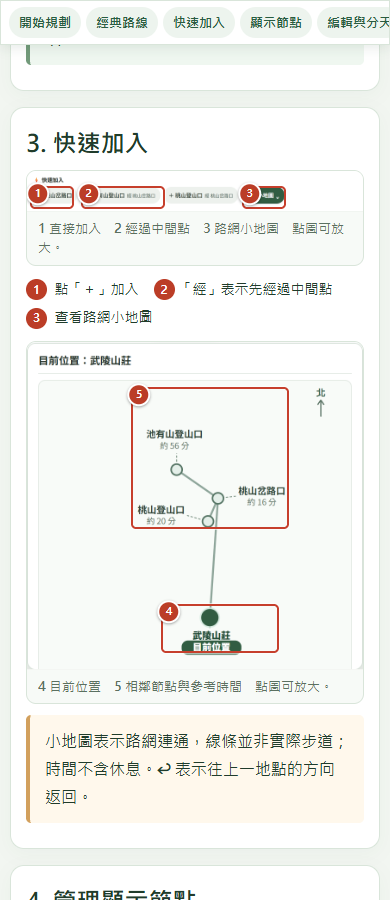 開始規劃 經典路線 快速加入 顯示節點 編輯與分天
3. 快速加入
快速加入
1 2 3
1 直接加入 2 經過中間點 3 路網小地圖 點圖可放
大。
1 點「＋」加入 2 「經」表示先經過中間點
3 查看路網小地圖
目前位置：武陵山莊
5
北
池有山登山口
約 56 分
桃山岔路口
約 16 分
桃山登山口
約 20 分
4
武陵山莊
目前位置
4 目前位置 5 相鄰節點與參考時間 點圖可放大。
小地圖表示路網連通，線條並非實際步道；
時間不含休息。↩ 表示往上一地點的方向
返回。
4. 管理顯示節點